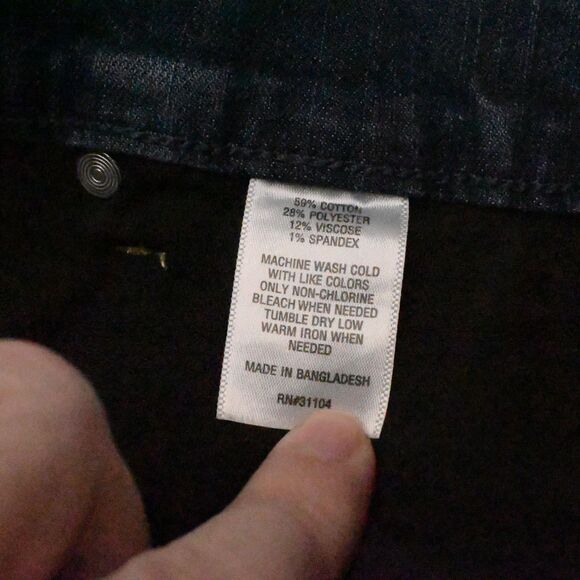 59% COTTON
28% POLYESTER
12% VISCOSE
1% SPANDEX
MACHINE WASH COLD
WITH LIKE COLORS
ONLY NON-CHLORINE
BLEACH WHEN NEEDED
TUMBLE DRY LOW
WARM IRON WHEN
NEEDED
MADE IN BANGLADESH
RN#31104